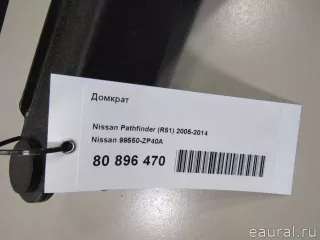 Домкрат
Nissan Pathfinder (R51) 2005-2014
Nissan 99550-ZP40A
80 896 470
eaural.ru